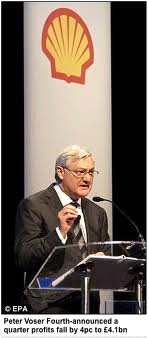 © EPA
Peter Voser Fourth-announced a
quarter profits fall by 4pc to £4.1bn